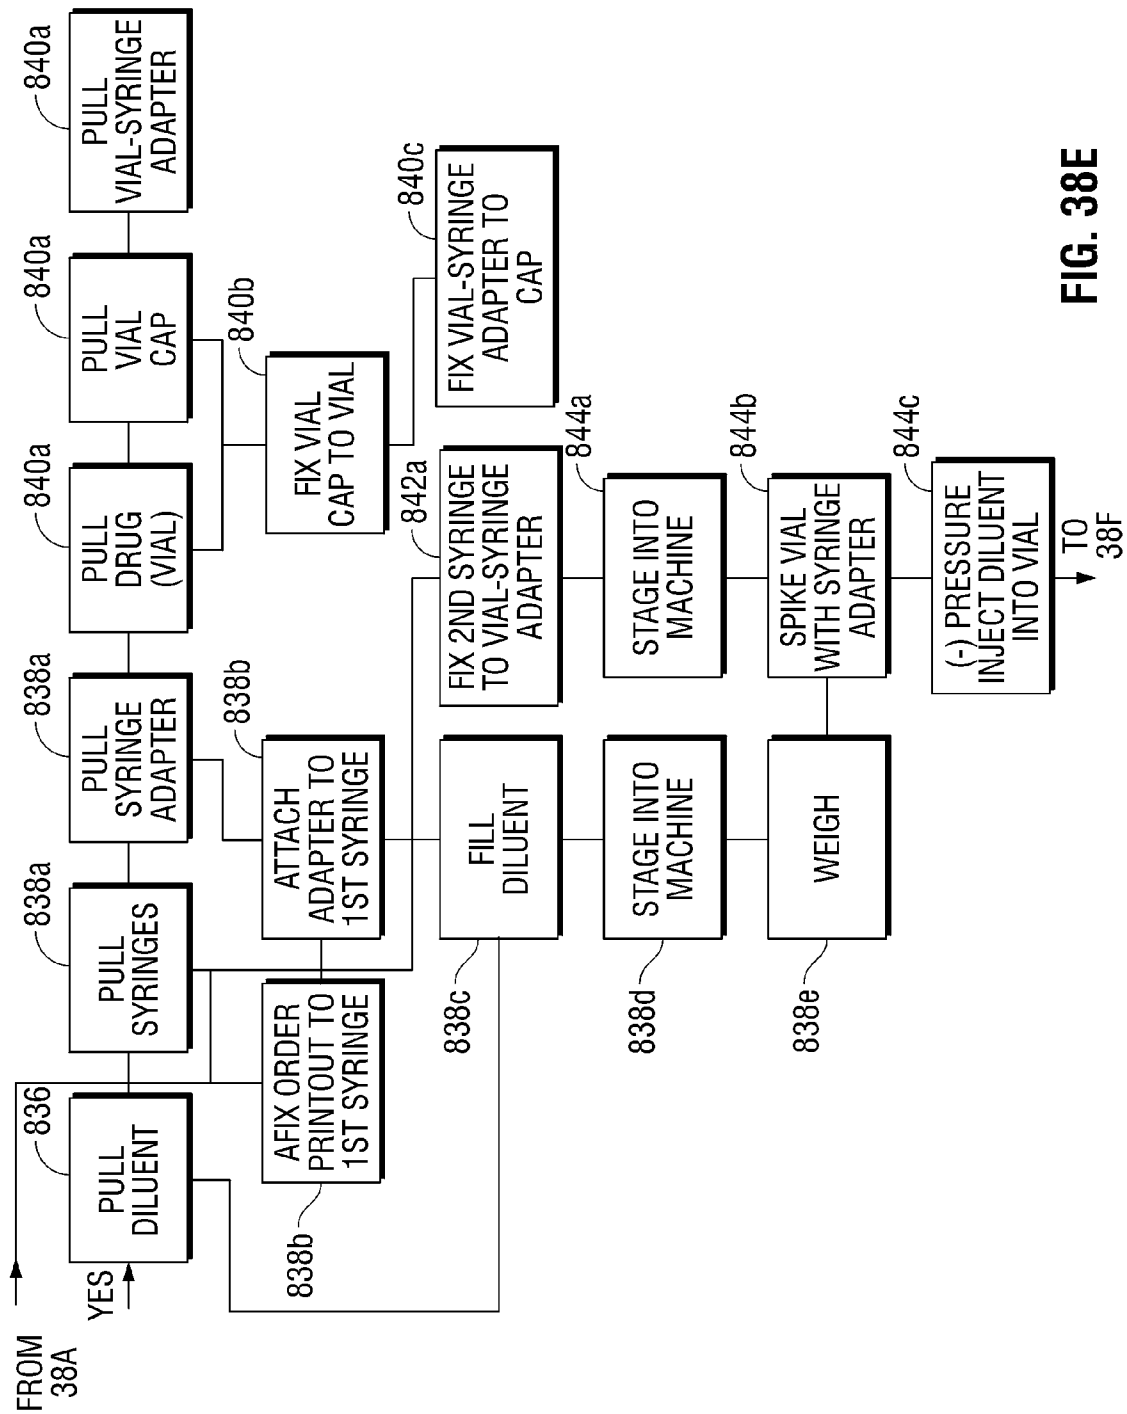 FROM
38A
YES
836
PULL
DILUENT
838a
PULL
SYRINGES
838a
PULL
SYRINGE
ADAPTER
840a
PULL
DRUG
(VIAL)
840a
PULL
VIAL
CAP
840a
PULL
VIAL-SYRINGE
ADAPTER
838b
AFIX ORDER
PRINTOUT TO
1ST SYRINGE
838b
ATTACH
ADAPTER TO
1ST SYRINGE
840b
FIX VIAL
CAP TO VIAL
838c
FILL
DILUENT
842a
FIX 2ND SYRINGE
TO VIAL-SYRINGE
ADAPTER
840c
FIX VIAL-SYRINGE
ADAPTER TO
CAP
838d
STAGE INTO
MACHINE
844a
STAGE INTO
MACHINE
838e
WEIGH
844b
SPIKE VIAL
WITH SYRINGE
ADAPTER
844c
(-) PRESSURE
INJECT DILUENT
INTO VIAL
TO
38F
FIG. 38E